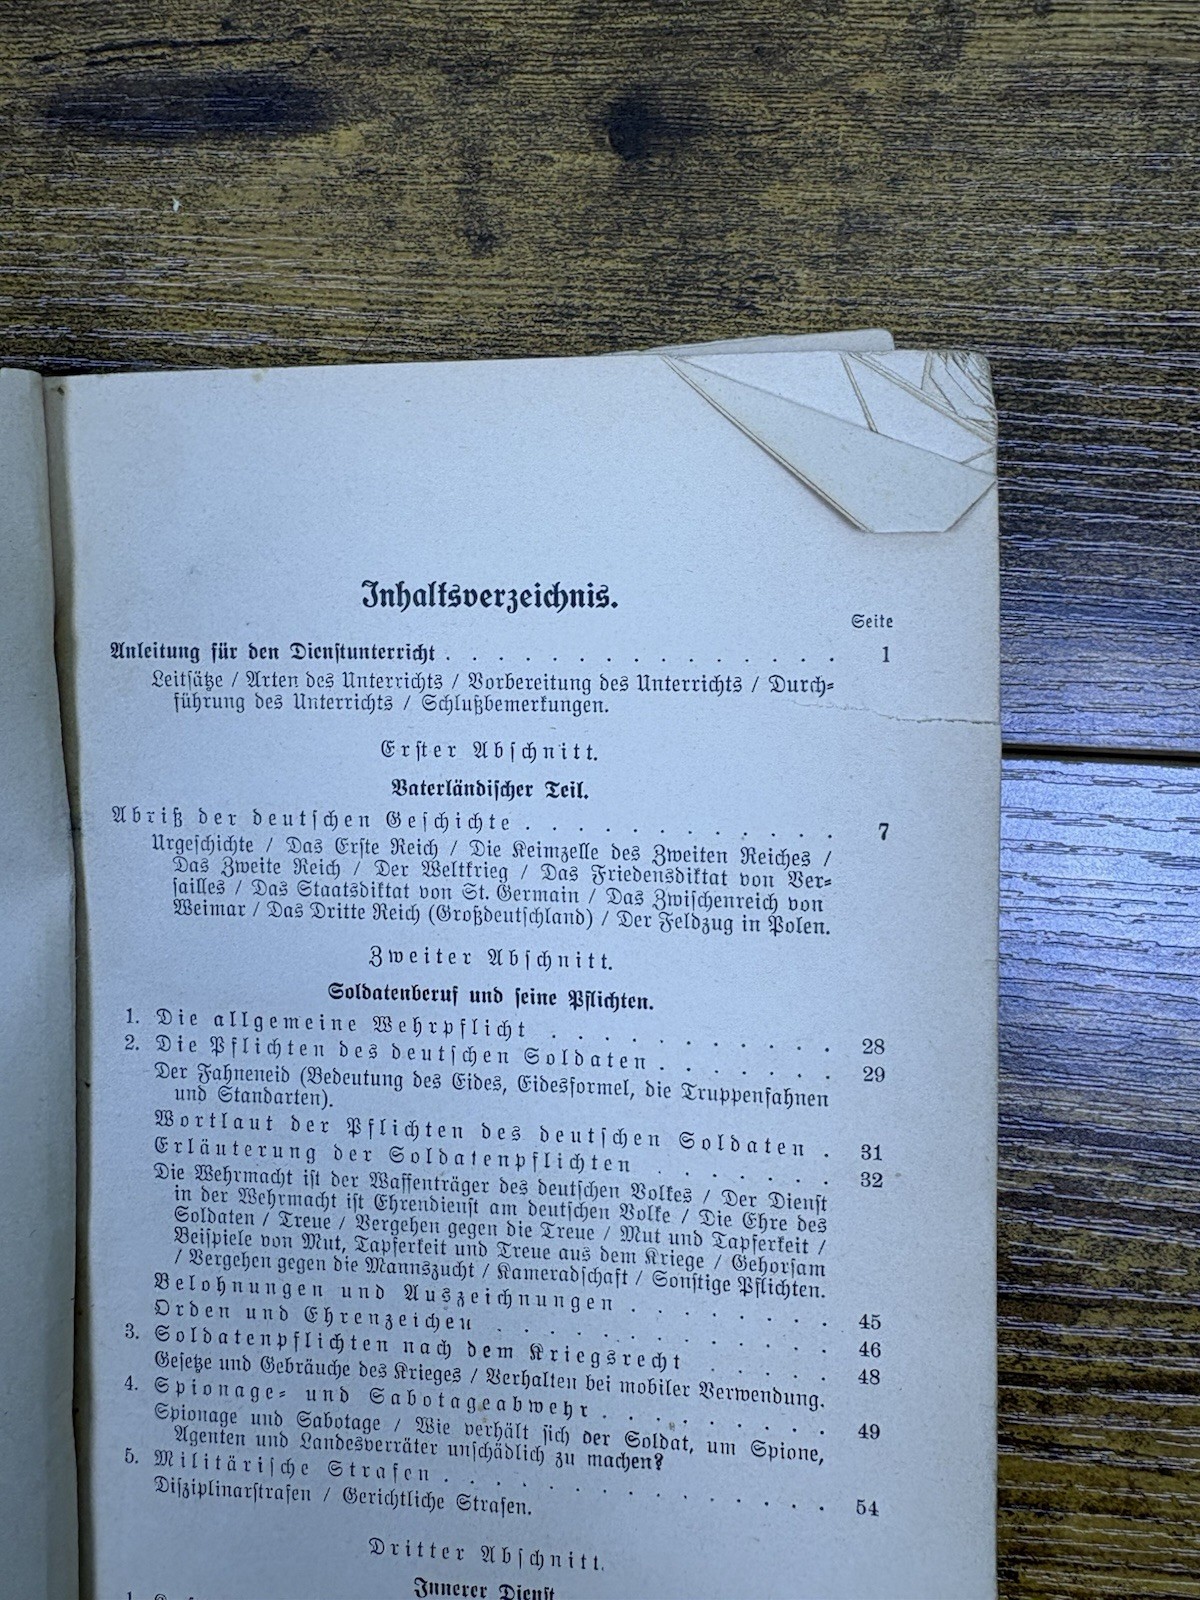 Inhaltsverzeichnis.
Seite
Anleitung für den Dienstunterricht . . . . . . . . . . . . . . . 1
Leitsätze / Arten des Unterrichts / Vorbereitung des Unterrichts / Durch-
führung des Unterrichts / Schlußbemerkungen.
Erster Abschnitt.
Vaterländischer Teil.
Abriß der deutschen Geschichte . . . . . . . . . . . . 7
Urgeschichte / Das Erste Reich / Die Keimzelle des Zweiten Reiches /
Das Zweite Reich / Der Weltkrieg / Das Friedensdiktat von Ver-
sailles / Das Staatsdiktat von St. Germain / Das Zwischenreich von
Weimar / Das Dritte Reich (Großdeutschland) / Der Feldzug in Polen.
Zweiter Abschnitt.
Soldatenberuf und seine Pflichten.
1. Die allgemeine Wehrpflicht . . . . . . . . . . . 28
2. Die Pflichten des deutschen Soldaten . . . . . . . 29
Der Fahneneid (Bedeutung des Eides, Eidesformel, die Truppenfahnen
und Standarten).
Wortlaut der Pflichten des deutschen Soldaten . 31
Erläuterung der Soldatenpflichten . . . . . . . 32
Die Wehrmacht ist der Waffenträger des deutschen Volkes / Der Dienst
in der Wehrmacht ist Ehrendienst am deutschen Volke / Die Ehre des
Soldaten / Treue / Vergehen gegen die Treue / Mut und Tapferkeit /
Beispiele von Mut, Tapferkeit und Treue aus dem Kriege / Gehorsam
/ Vergehen gegen die Mannszucht / Kameradschaft / Sonstige Pflichten.
Belohnungen und Auszeichnungen . . . . . . . . 45
Orden und Ehrenzeichen . . . . . . . . . . . . 46
3. Soldatenpflichten nach dem Kriegsrecht . . . . . 48
Gesetze und Gebräuche des Krieges / Verhalten bei mobiler Verwendung.
4. Spionage- und Sabotageabwehr . . . . . . . . . 49
Spionage und Sabotage / Wie verhält sich der Soldat, um Spione,
Agenten und Landesverräter unschädlich zu machen?
5. Militärische Strafen . . . . . . . . . . . . . . 54
Disziplinarstrafen / Gerichtliche Strafen.
Dritter Abschnitt.
Innerer Dienst
1.